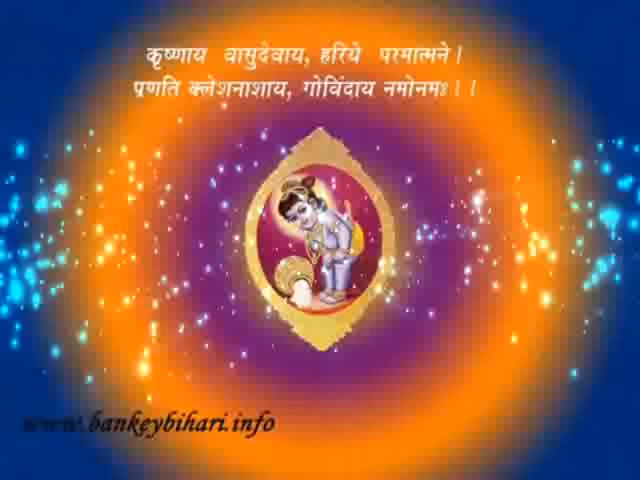 कृष्णाय वासुदेवाय, हरिये परमात्मने।
प्रणति क्लेशनाशाय, गोविंदाय नमोनमः।।
www.bankeybihari.info